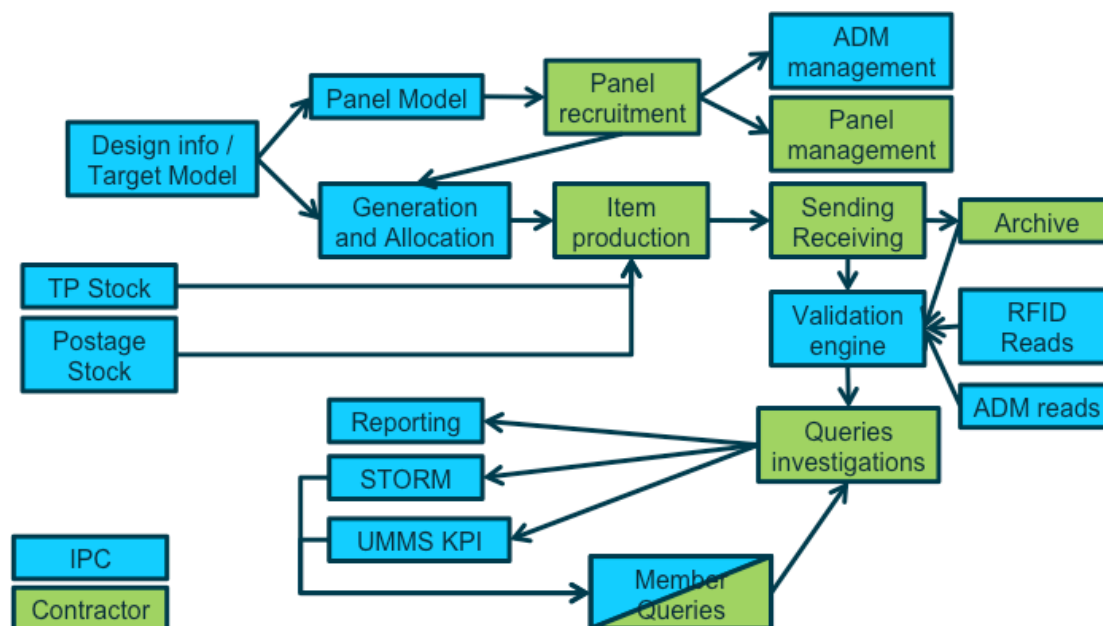 ADM
management
Panel Model
Panel
recruitment
Panel
management
Design info /
Target Model
Generation
and Allocation
Item
production
Sending
Receiving
Archive
TP Stock
Postage
Stock
Validation
engine
RFID
Reads
ADM reads
Reporting
STORM
UMMS KPI
Queries
investigations
Member
Queries
IPC
Contractor